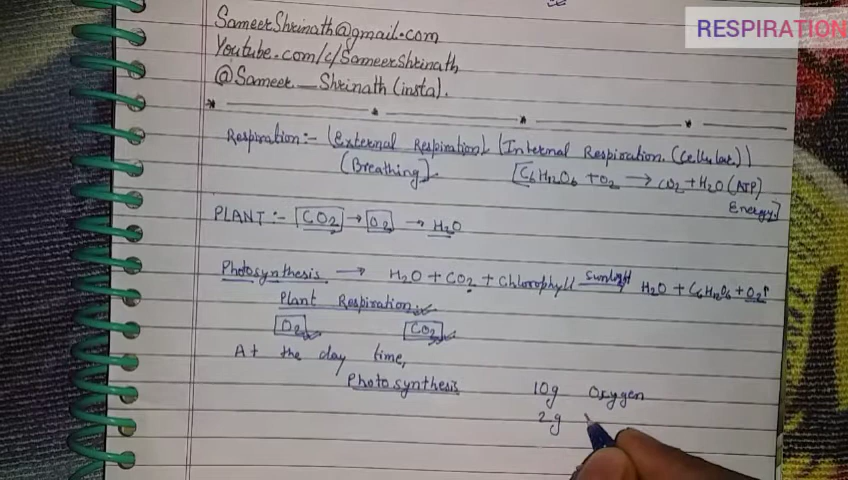 RESPIRATION
SameerShrinath@gmail.com
Youtube.com/c/SameerShrinath
@Sameer__Shrinath (insta).
Respiration:- (External Respiration) (Internal Respiration. (Cellular))
(Breathing) [C6H12O6 + O2 → CO2 + H2O (ATP)
Energy]
PLANT:- [CO2] → [O2] → H2O
Photosynthesis → H2O + CO2 + Chlorophyll Sunlight H2O + C6H12O6 + O2↑
Plant Respiration.
O2 CO2
At the day time,
Photosynthesis 10g Oxygen
2g